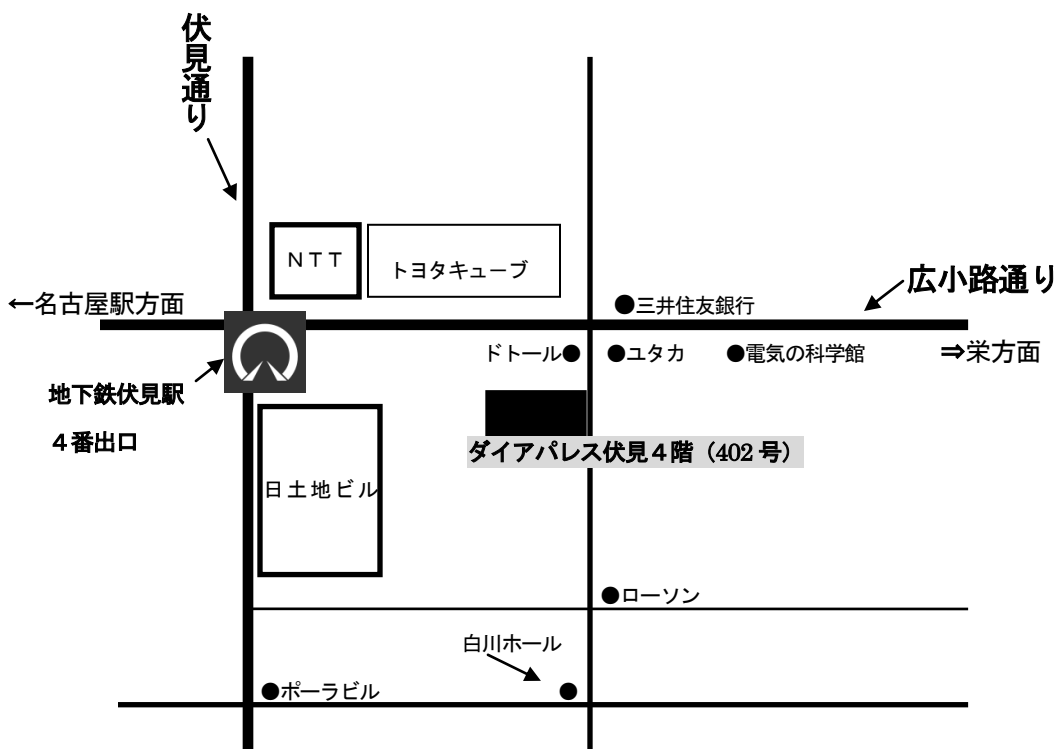 伏見通り
ＮＴＴ
トヨタキューブ
広小路通り
←名古屋駅方面
●三井住友銀行
ドトール●
●ユタカ
●電気の科学館
⇒栄方面
地下鉄伏見駅
４番出口
ダイアパレス伏見４階（402 号）
日土地ビル
●ローソン
白川ホール
●ポーラビル